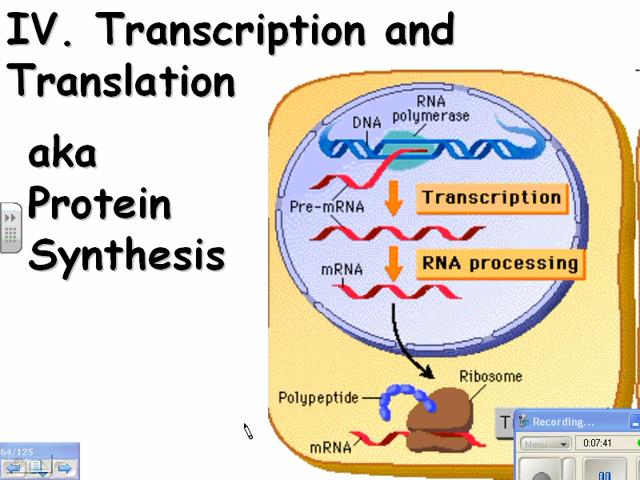 IV. Transcription and
Translation
aka
Protein
Synthesis
RNA
polymerase
DNA
Transcription
Pre-mRNA
RNA processing
mRNA
Ribosome
Polypeptide
mRNA
Recording...
Menu
0:07:41
64/125